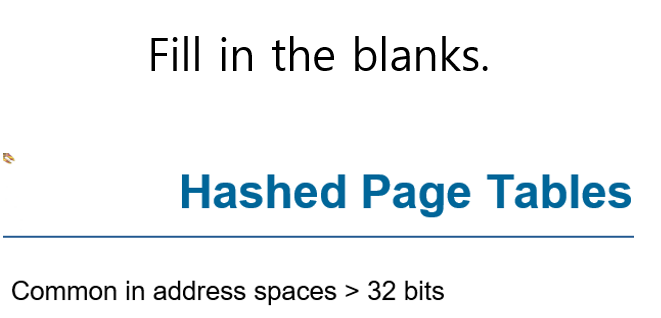 Fill in the blanks.
Hashed Page Tables
Common in address spaces > 32 bits